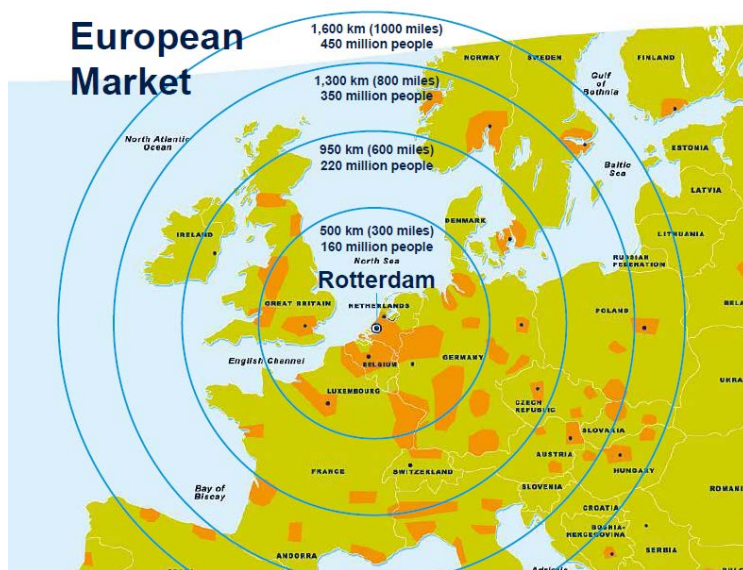 European
Market
1,600 km (1000 miles)
450 million people
1,300 km (800 miles)
350 million people
950 km (600 miles)
220 million people
500 km (300 miles)
160 million people
North Sea
Rotterdam
NORWAY
SWEDEN
FINLAND
Gulf
of
Bothnia
North Atlantic
Ocean
ESTONIA
Baltic
Sea
LATVIA
DENMARK
IRELAND
LITHUANIA
RUSSIAN
FEDERATION
GREAT BRITAIN
NETHERLANDS
POLAND
BELA
English Channel
BELGIUM
GERMANY
LUXEMBOURG
CZECH
REPUBLIC
UKRA
SLOVAKIA
AUSTRIA
FRANCE
SWITZERLAND
HUNGARY
Bay of
Biscay
SLOVENIA
ROMANI
CROATIA
BOSNIA-
HERCEGOVINA
SERBIA
ANDORRA